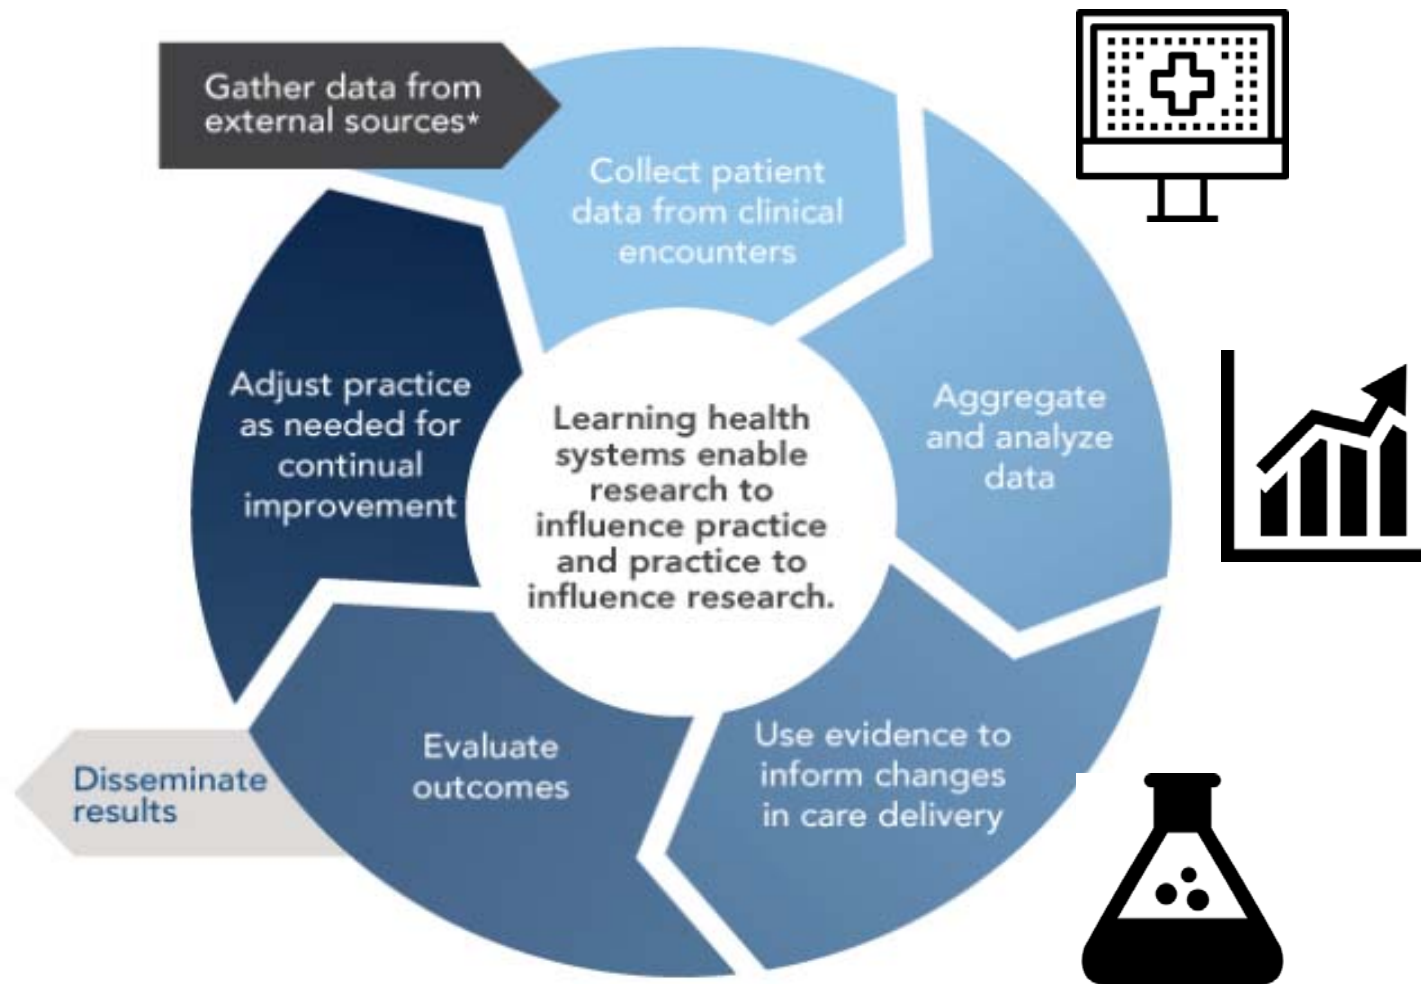 Gather data from
external sources*
Collect patient
data from clinical
encounters
Aggregate
and analyze
data
Use evidence to
inform changes
in care delivery
Evaluate
outcomes
Disseminate
results
Adjust practice
as needed for
continual
improvement
Learning health
systems enable
research to
influence practice
and practice to
influence research.